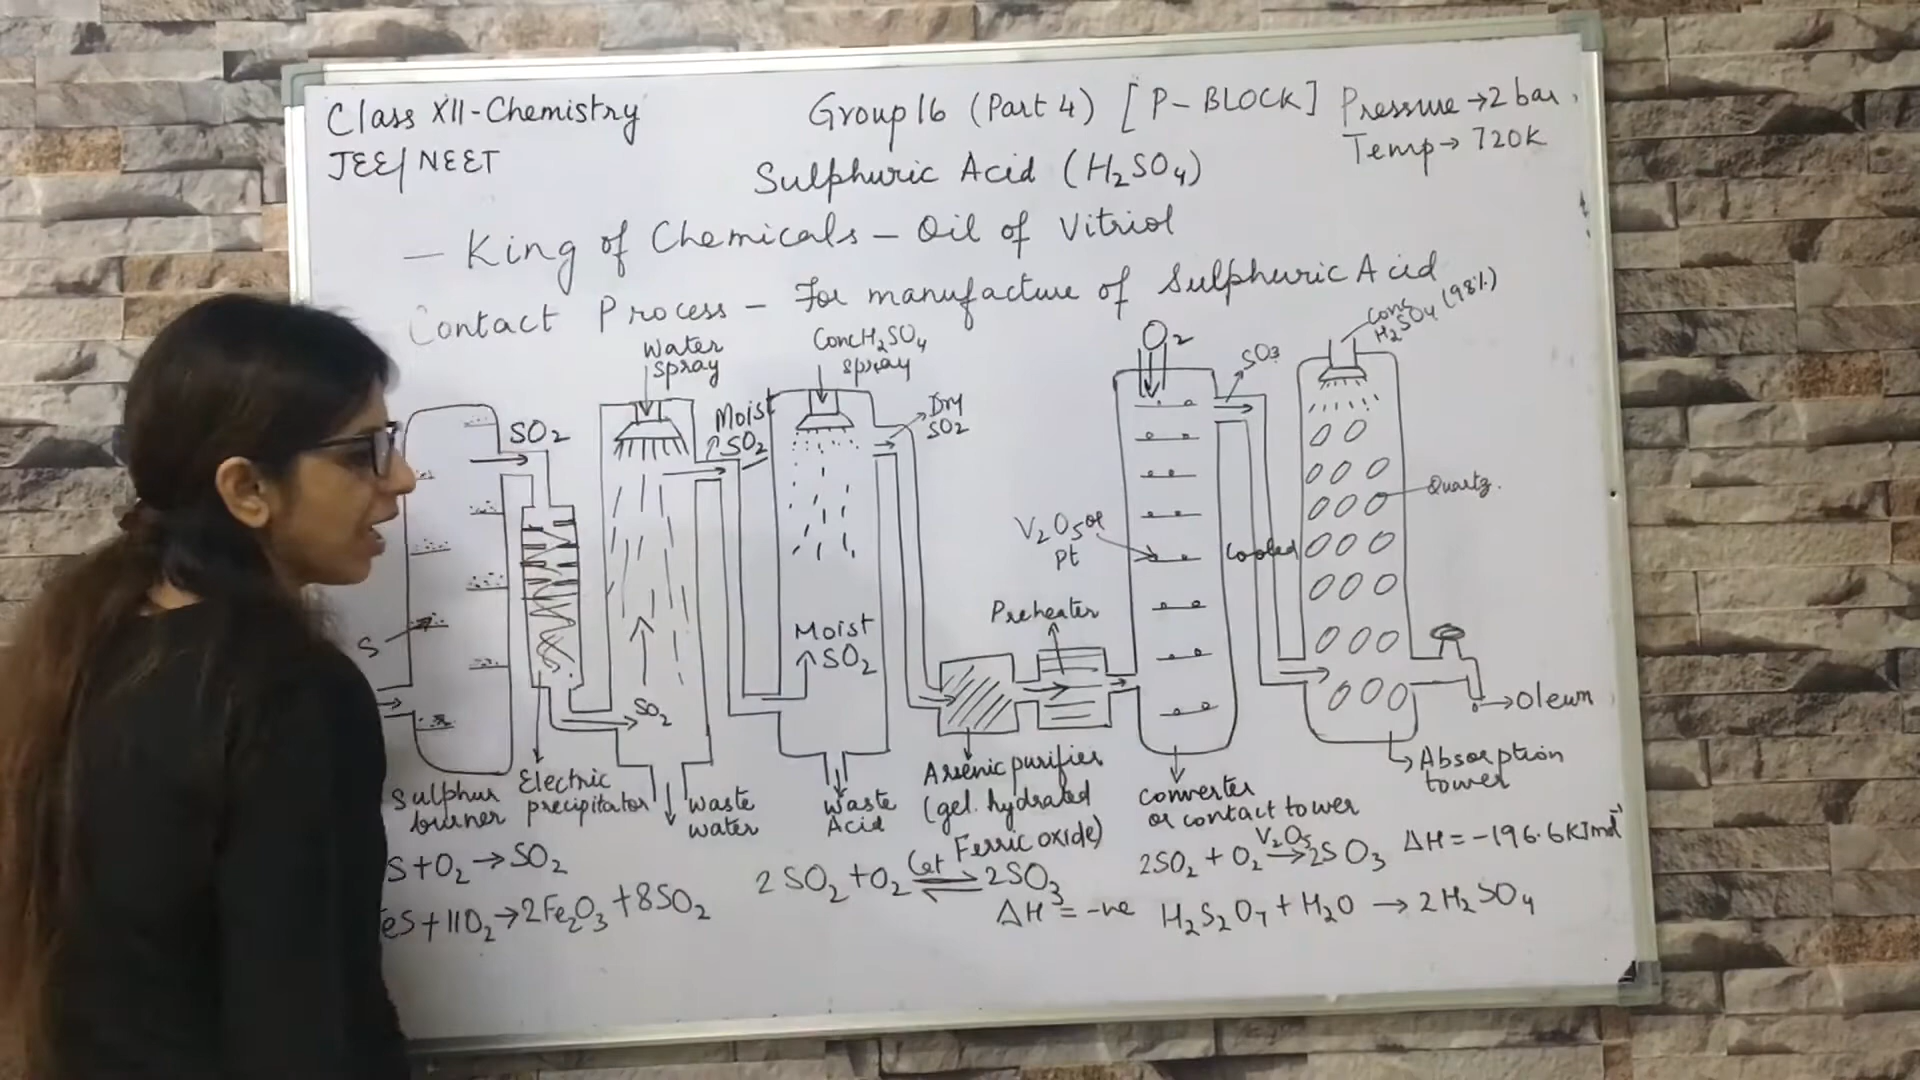 Class XII-Chemistry
JEE/NEET
Group 16 (Part 4) [P-BLOCK]
Pressure → 2 bar,
Temp → 720K
Sulphuric Acid (H₂SO₄)
— King of Chemicals — Oil of Vitriol
Contact Process — For manufacture of Sulphuric Acid
Water
spray
Conc H₂SO₄
spray
O₂
SO₃
Conc
H₂SO₄ (98%)
SO₂
Moist
SO₂
Dry
SO₂
Quartz.
V₂O₅ or
Pt
Cooled
Preheater
S
Moist
SO₂
SO₂
→ Oleum
Sulphur
burner
Electric
precipitator
Waste
water
Waste
Acid
Arsenic purifier
(gel. hydrated
Ferric oxide)
Converter
or contact tower
Absorption
tower
S + O₂ → SO₂
eS + 11O₂ → 2Fe₂O₃ + 8SO₂
2SO₂ + O₂ Cat ⇌ 2SO₃
ΔH = -ve
2SO₂ + O₂ V₂O₅ → 2SO₃ ΔH = -196.6 KJmol⁻¹
H₂S₂O₇ + H₂O → 2H₂SO₄